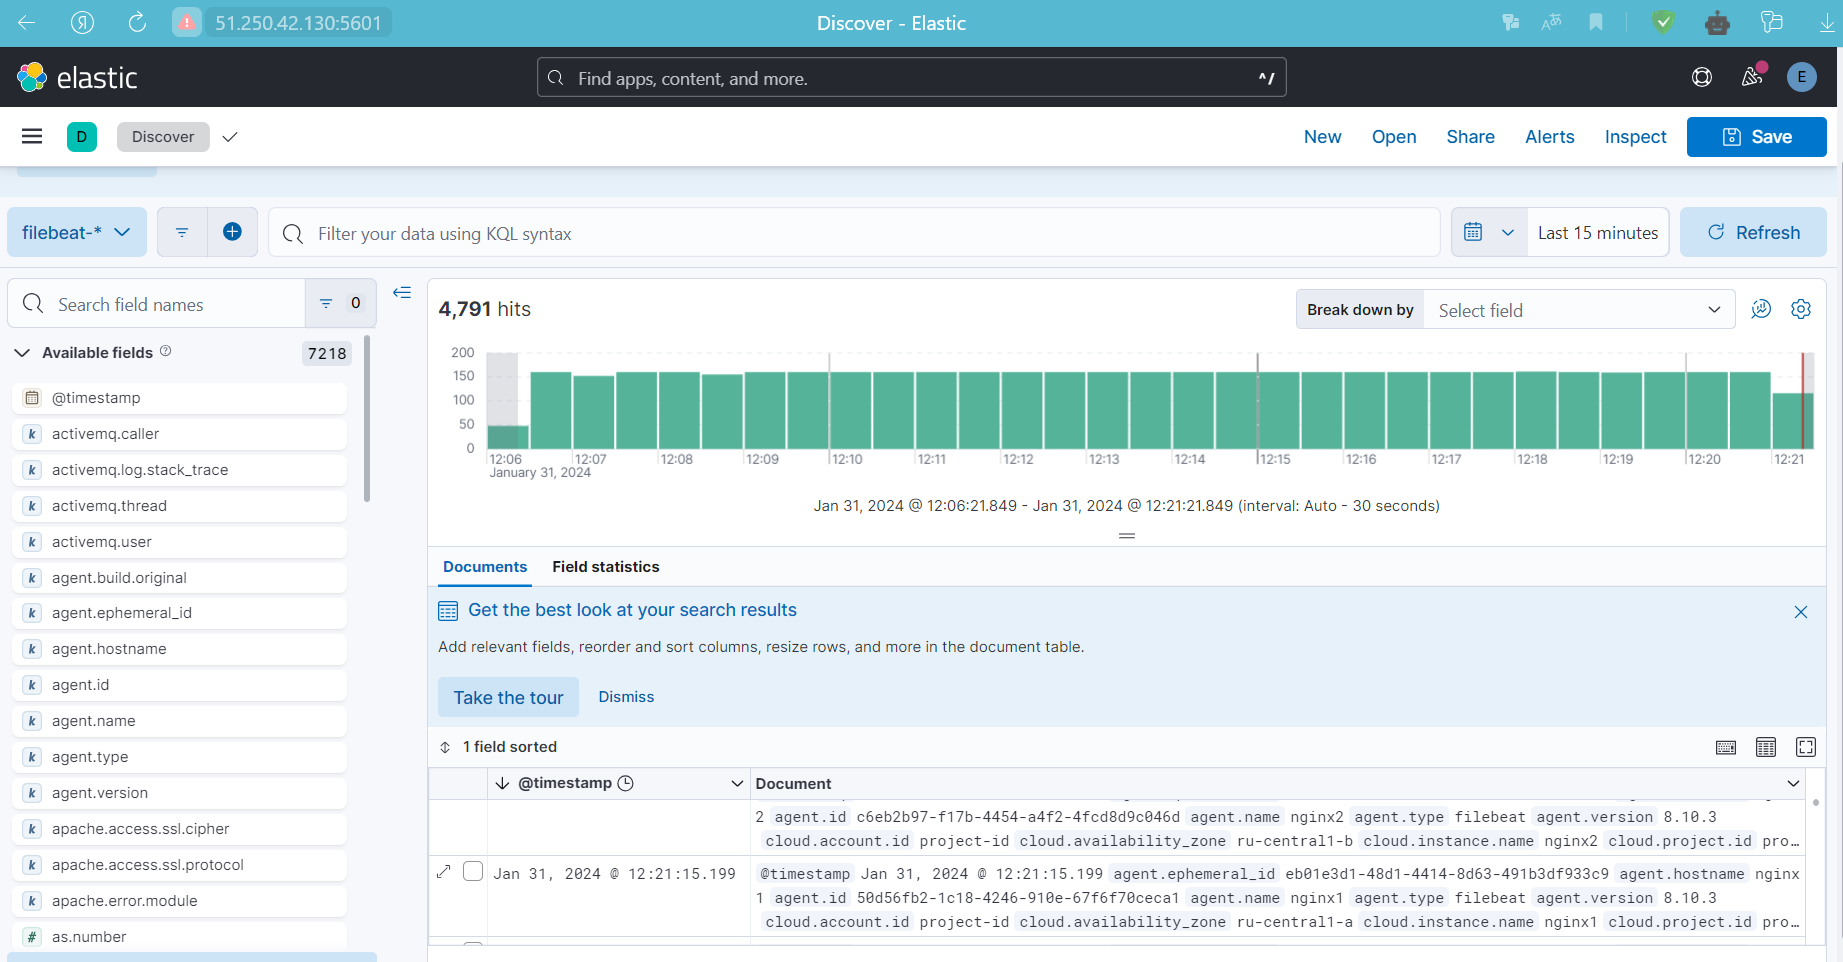 Я
51.250.42.130:5601
Discover - Elastic
elastic
Find apps, content, and more.
^/
E
D
Discover
New
Open
Share
Alerts
Inspect
Save
filebeat-*
Filter your data using KQL syntax
Last 15 minutes
Refresh
Search field names
0
Available fields
7218
@timestamp
k activemq.caller
k activemq.log.stack_trace
k activemq.thread
k activemq.user
k agent.build.original
k agent.ephemeral_id
k agent.hostname
k agent.id
k agent.name
k agent.type
k agent.version
k apache.access.ssl.cipher
k apache.access.ssl.protocol
k apache.error.module
# as.number
4,791 hits
Break down by
Select field
200
150
100
50
0
12:06 12:07 12:08 12:09 12:10 12:11 12:12 12:13 12:14 12:15 12:16 12:17 12:18 12:19 12:20 12:21
January 31, 2024
Jan 31, 2024 @ 12:06:21.849 - Jan 31, 2024 @ 12:21:21.849 (interval: Auto - 30 seconds)
Documents
Field statistics
Get the best look at your search results
Add relevant fields, reorder and sort columns, resize rows, and more in the document table.
Take the tour
Dismiss
1 field sorted
@timestamp
Document
2 agent.id c6eb2b97-f17b-4454-a4f2-4fcd8d9c046d agent.name nginx2 agent.type filebeat agent.version 8.10.3
cloud.account.id project-id cloud.availability_zone ru-central1-b cloud.instance.name nginx2 cloud.project.id pro…
Jan 31, 2024 @ 12:21:15.199
@timestamp Jan 31, 2024 @ 12:21:15.199 agent.ephemeral_id eb01e3d1-48d1-4414-8d63-491b3df933c9 agent.hostname nginx
1 agent.id 50d56fb2-1c18-4246-910e-67f6f70ceca1 agent.name nginx1 agent.type filebeat agent.version 8.10.3
cloud.account.id project-id cloud.availability_zone ru-central1-a cloud.instance.name nginx1 cloud.project.id pro…